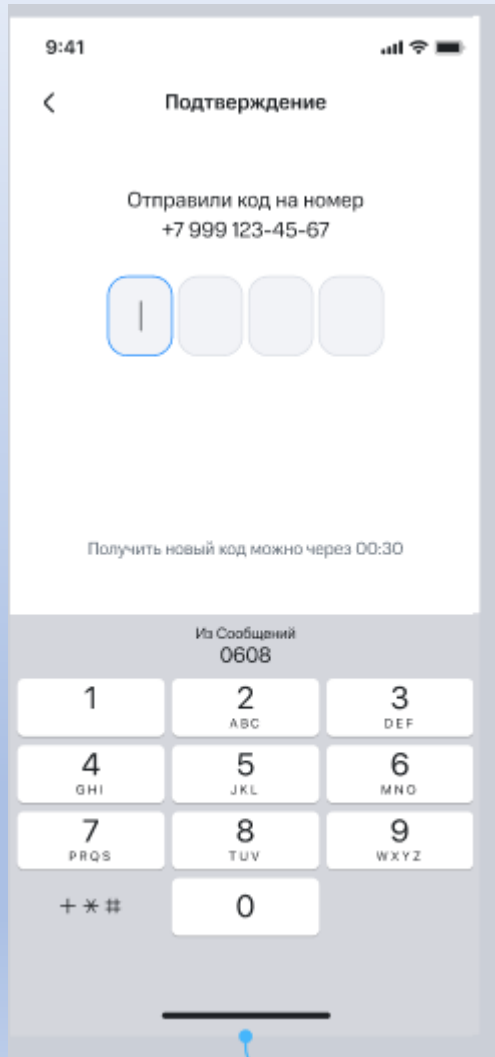 9:41
Подтверждение
Отправили код на номер
+7 999 123-45-67
Получить новый код можно через 00:30
Из Сообщений
0608
1 2 3
ABC DEF
4 5 6
GHI JKL MNO
7 8 9
PRQS TUV WXYZ
+ * # 0